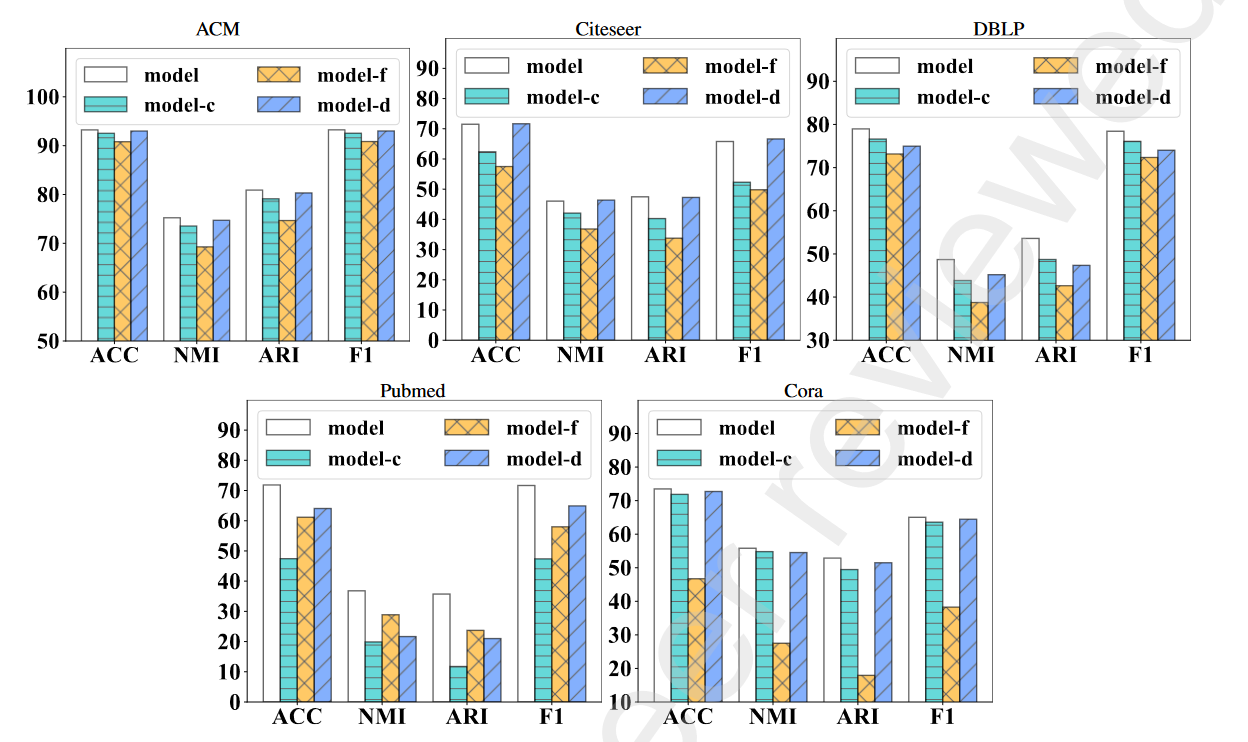 ACM
model
model-f
model-c
model-d
100
90
80
70
60
50
ACC NMI ARI F1
Citeseer
model
model-f
model-c
model-d
90
80
70
60
50
40
30
20
10
0
ACC NMI ARI F1
DBLP
model
model-f
model-c
model-d
90
80
70
60
50
40
30
ACC NMI ARI F1
Pubmed
model
model-f
model-c
model-d
90
80
70
60
50
40
30
20
10
0
ACC NMI ARI F1
Cora
model
model-f
model-c
model-d
90
80
70
60
50
40
30
20
10
ACC NMI ARI F1
eer reviewed